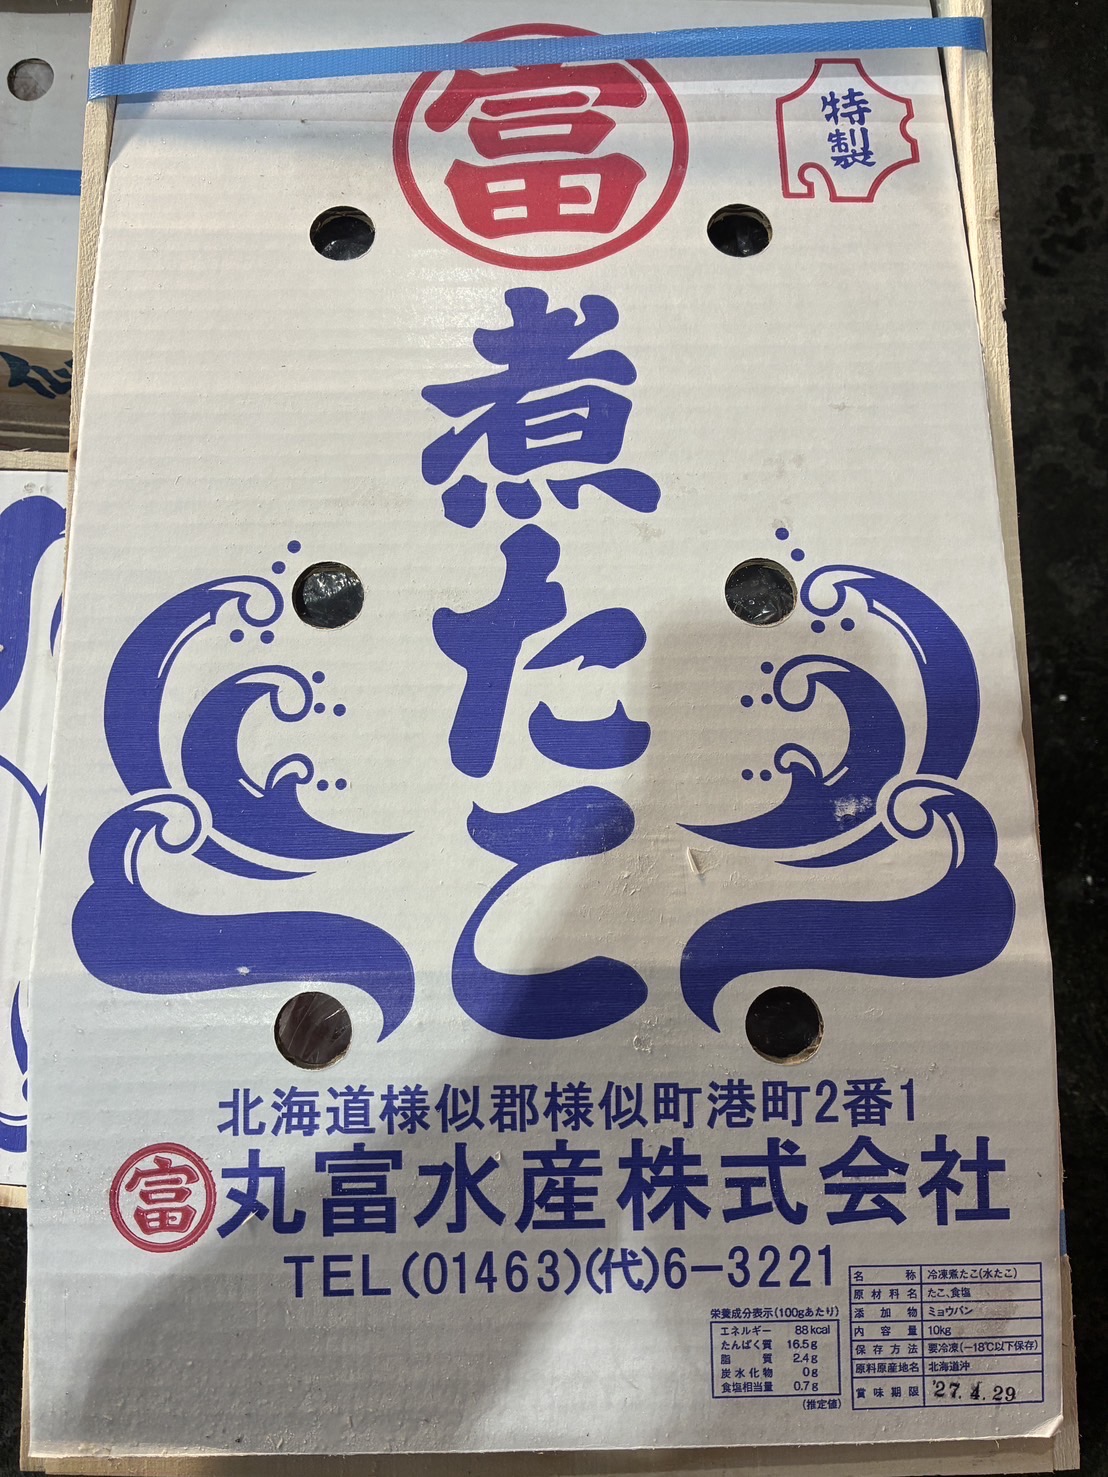 富
特製
煮たこ
北海道様似郡様似町港町2番1
富 丸富水産株式会社
TEL(01463)(代)6-3221
栄養成分表示(100gあたり)
エネルギー 88kcal
たんぱく質 16.5g
脂質 2.4g
炭水化物 0g
食塩相当量 0.7g
(推定値)
名称 冷凍煮たこ(水たこ)
原材料名 たこ、食塩
添加物 ミョウバン
内容量 10kg
保存方法 要冷凍(-18℃以下保存)
原料原産地名 北海道沖
賞味期限 '27.4.29